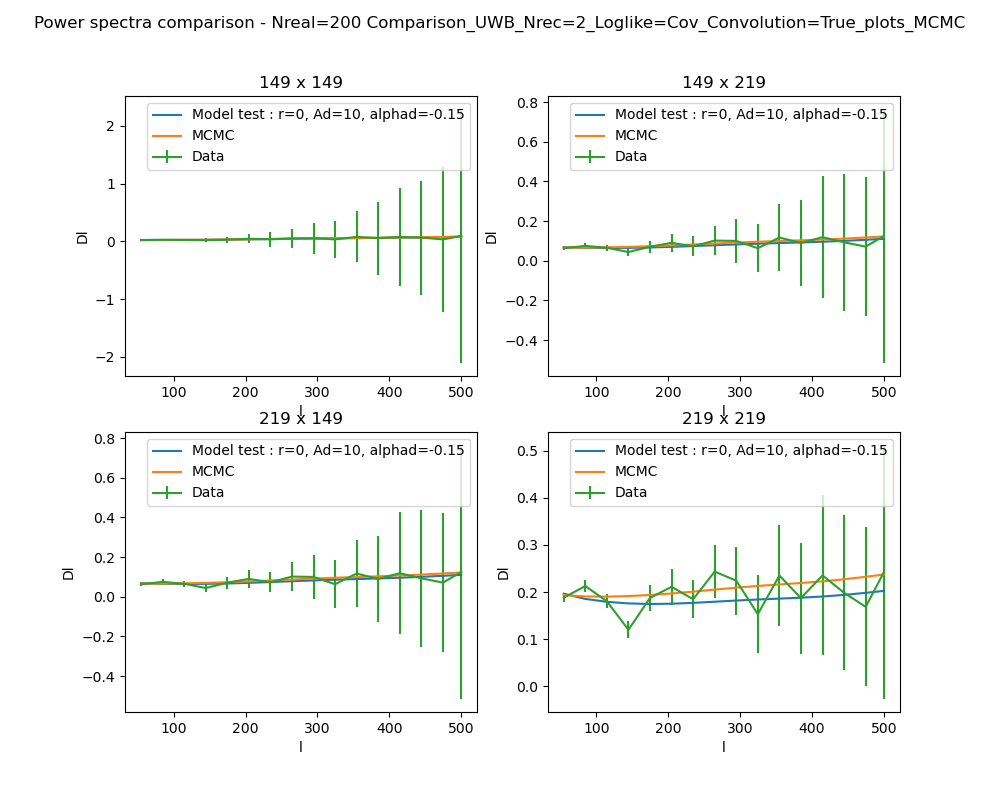 Power spectra comparison - Nreal=200 Comparison_UWB_Nrec=2_Loglike=Cov_Convolution=True_plots_MCMC
149 x 149
Model test : r=0, Ad=10, alphad=-0.15
MCMC
Data
2
1
0
−1
−2
Dl
100
200
300
400
500
l
149 x 219
Model test : r=0, Ad=10, alphad=-0.15
MCMC
Data
0.8
0.6
0.4
0.2
0.0
−0.2
−0.4
Dl
100
200
300
400
500
l
219 x 149
Model test : r=0, Ad=10, alphad=-0.15
MCMC
Data
0.8
0.6
0.4
0.2
0.0
−0.2
−0.4
Dl
100
200
300
400
500
l
219 x 219
Model test : r=0, Ad=10, alphad=-0.15
MCMC
Data
0.5
0.4
0.3
0.2
0.1
0.0
Dl
100
200
300
400
500
l